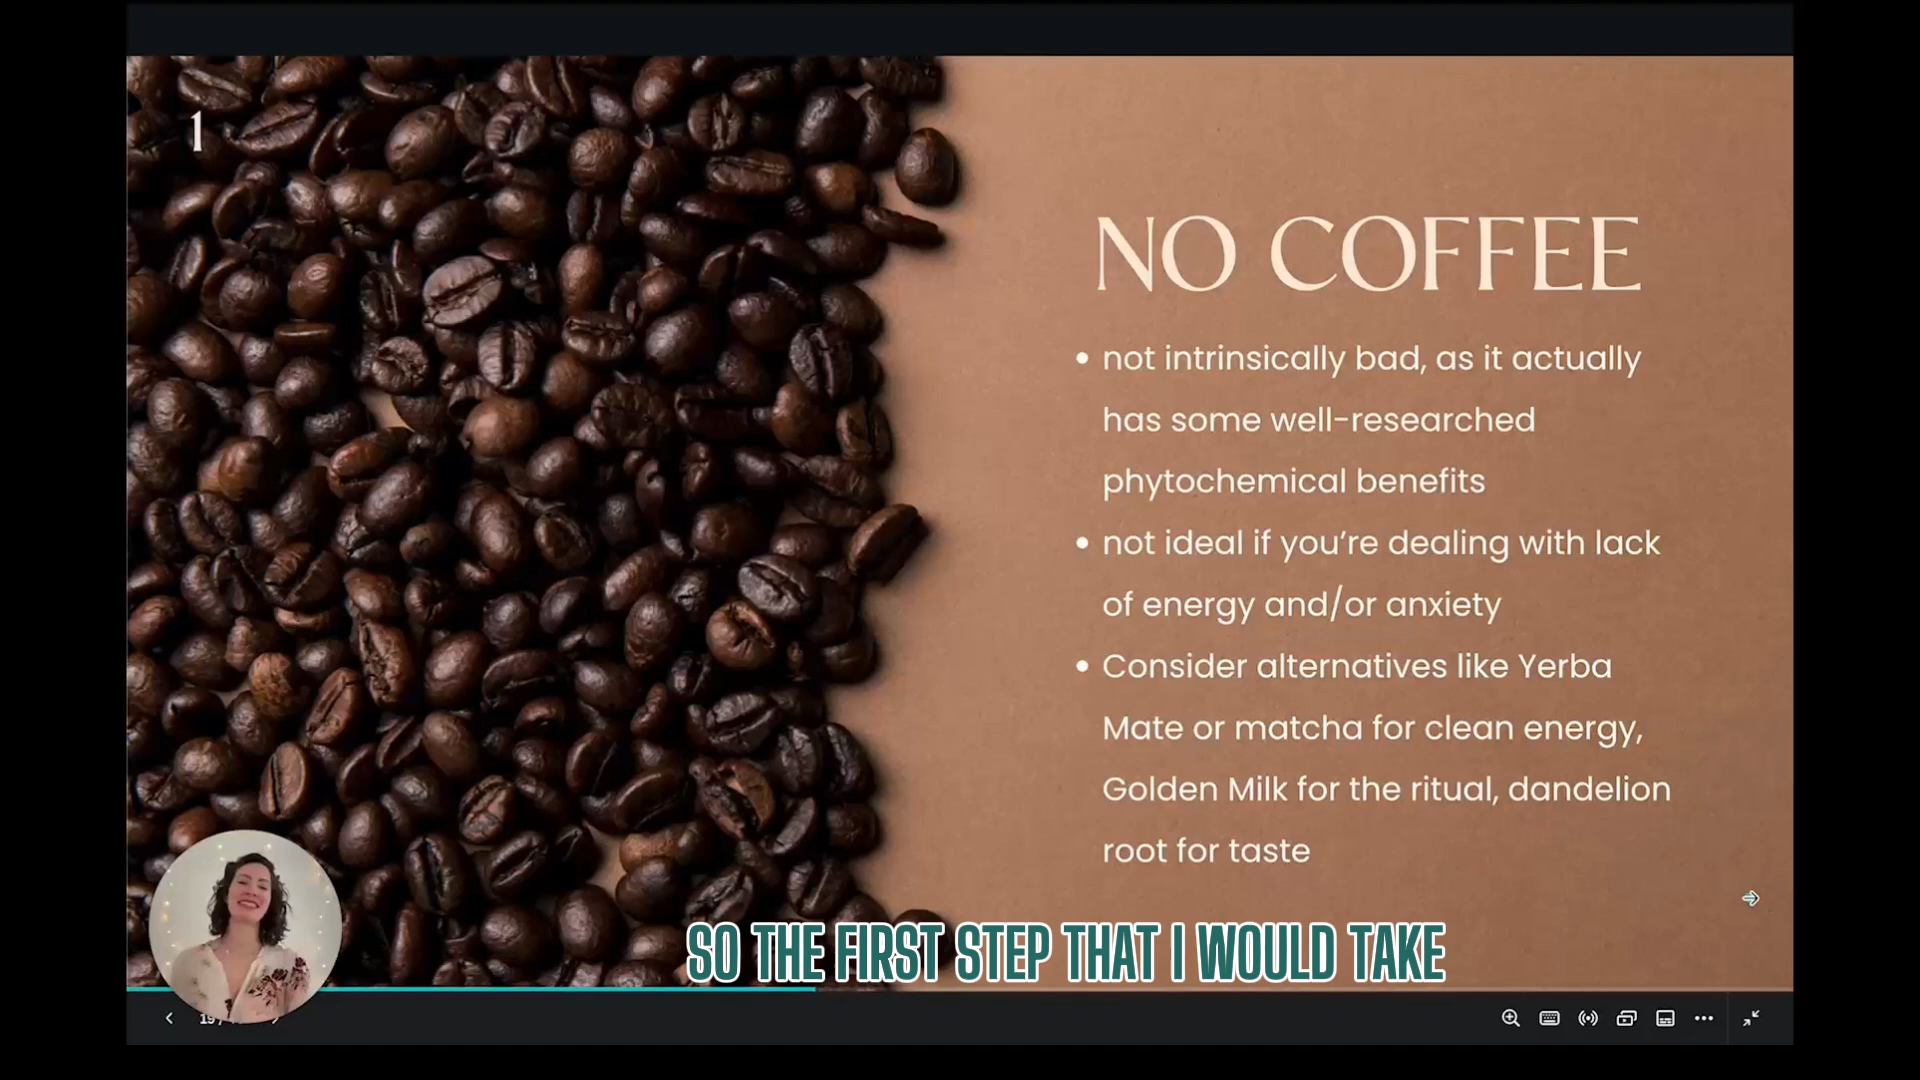 1
NO COFFEE
• not intrinsically bad, as it actually
has some well-researched
phytochemical benefits
• not ideal if you're dealing with lack
of energy and/or anxiety
• Consider alternatives like Yerba
Mate or matcha for clean energy,
Golden Milk for the ritual, dandelion
root for taste
SO THE FIRST STEP THAT I WOULD TAKE